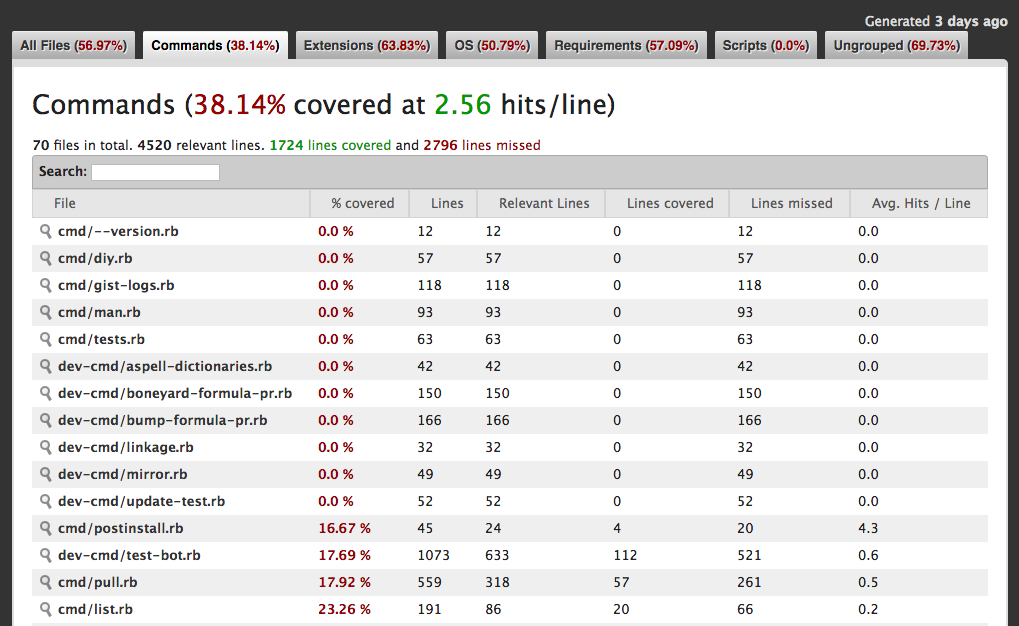 Generated 3 days ago
All Files (56.97%) Commands (38.14%) Extensions (63.83%) OS (50.79%) Requirements (57.09%) Scripts (0.0%) Ungrouped (69.73%)
Commands (38.14% covered at 2.56 hits/line)
70 files in total. 4520 relevant lines. 1724 lines covered and 2796 lines missed
Search:
File % covered Lines Relevant Lines Lines covered Lines missed Avg. Hits / Line
cmd/--version.rb 0.0 % 12 12 0 12 0.0
cmd/diy.rb 0.0 % 57 57 0 57 0.0
cmd/gist-logs.rb 0.0 % 118 118 0 118 0.0
cmd/man.rb 0.0 % 93 93 0 93 0.0
cmd/tests.rb 0.0 % 63 63 0 63 0.0
dev-cmd/aspell-dictionaries.rb 0.0 % 42 42 0 42 0.0
dev-cmd/boneyard-formula-pr.rb 0.0 % 150 150 0 150 0.0
dev-cmd/bump-formula-pr.rb 0.0 % 166 166 0 166 0.0
dev-cmd/linkage.rb 0.0 % 32 32 0 32 0.0
dev-cmd/mirror.rb 0.0 % 49 49 0 49 0.0
dev-cmd/update-test.rb 0.0 % 52 52 0 52 0.0
cmd/postinstall.rb 16.67 % 45 24 4 20 4.3
dev-cmd/test-bot.rb 17.69 % 1073 633 112 521 0.6
cmd/pull.rb 17.92 % 559 318 57 261 0.5
cmd/list.rb 23.26 % 191 86 20 66 0.2